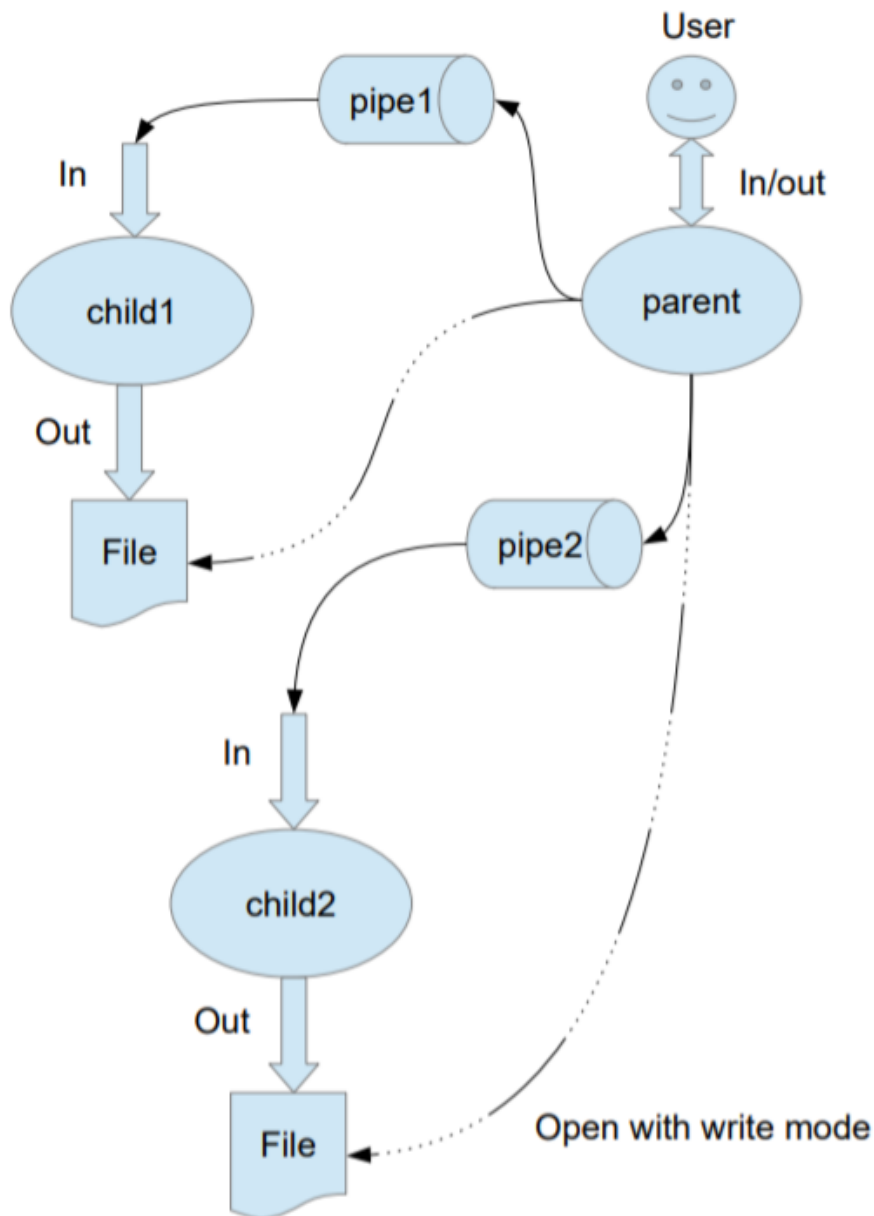 User
pipe1
In
In/out
child1
parent
Out
File
pipe2
In
child2
Out
Open with write mode
File